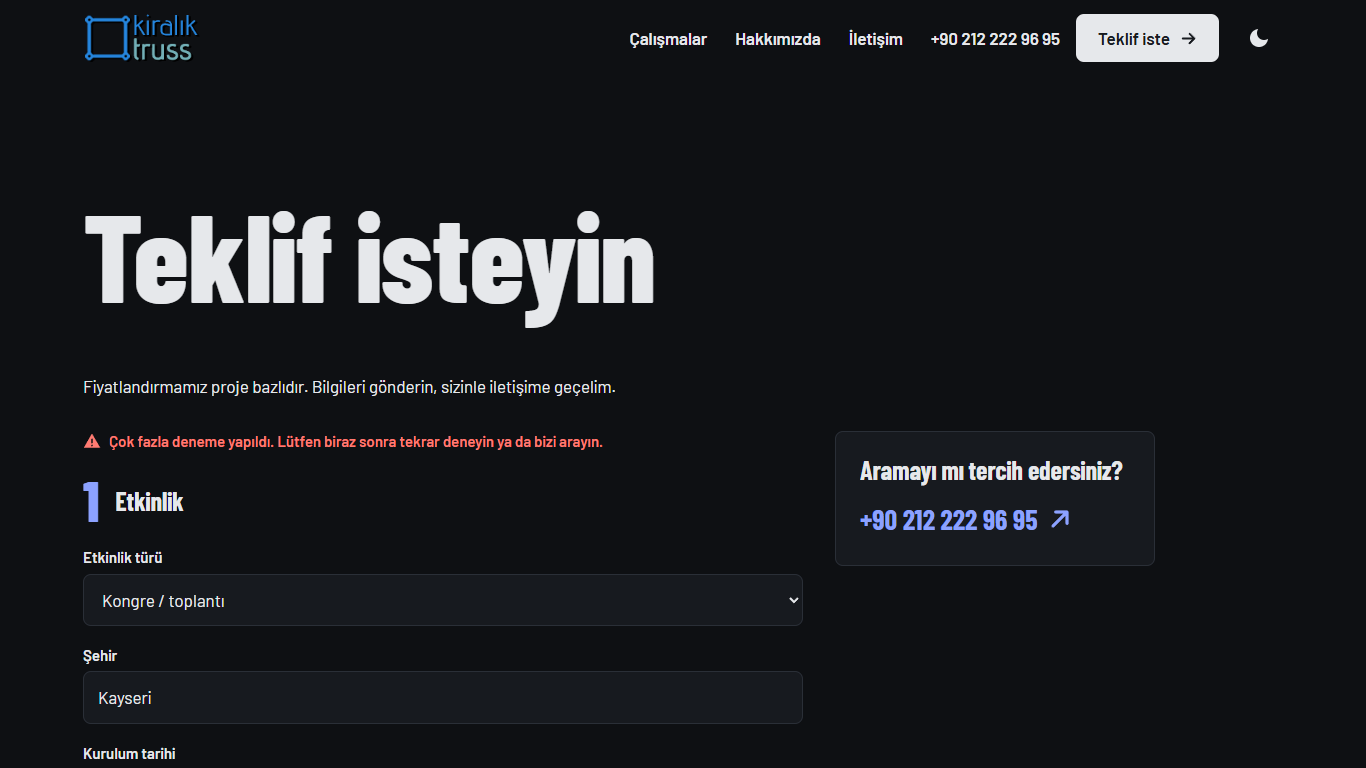 kiralık
truss
Çalışmalar
Hakkımızda
İletişim
+90 212 222 96 95
Teklif iste
Teklif isteyin
Fiyatlandırmamız proje bazlıdır. Bilgileri gönderin, sizinle iletişime geçelim.
Çok fazla deneme yapıldı. Lütfen biraz sonra tekrar deneyin ya da bizi arayın.
1 Etkinlik
Etkinlik türü
Kongre / toplantı
Şehir
Kayseri
Kurulum tarihi
Aramayı mı tercih edersiniz?
+90 212 222 96 95